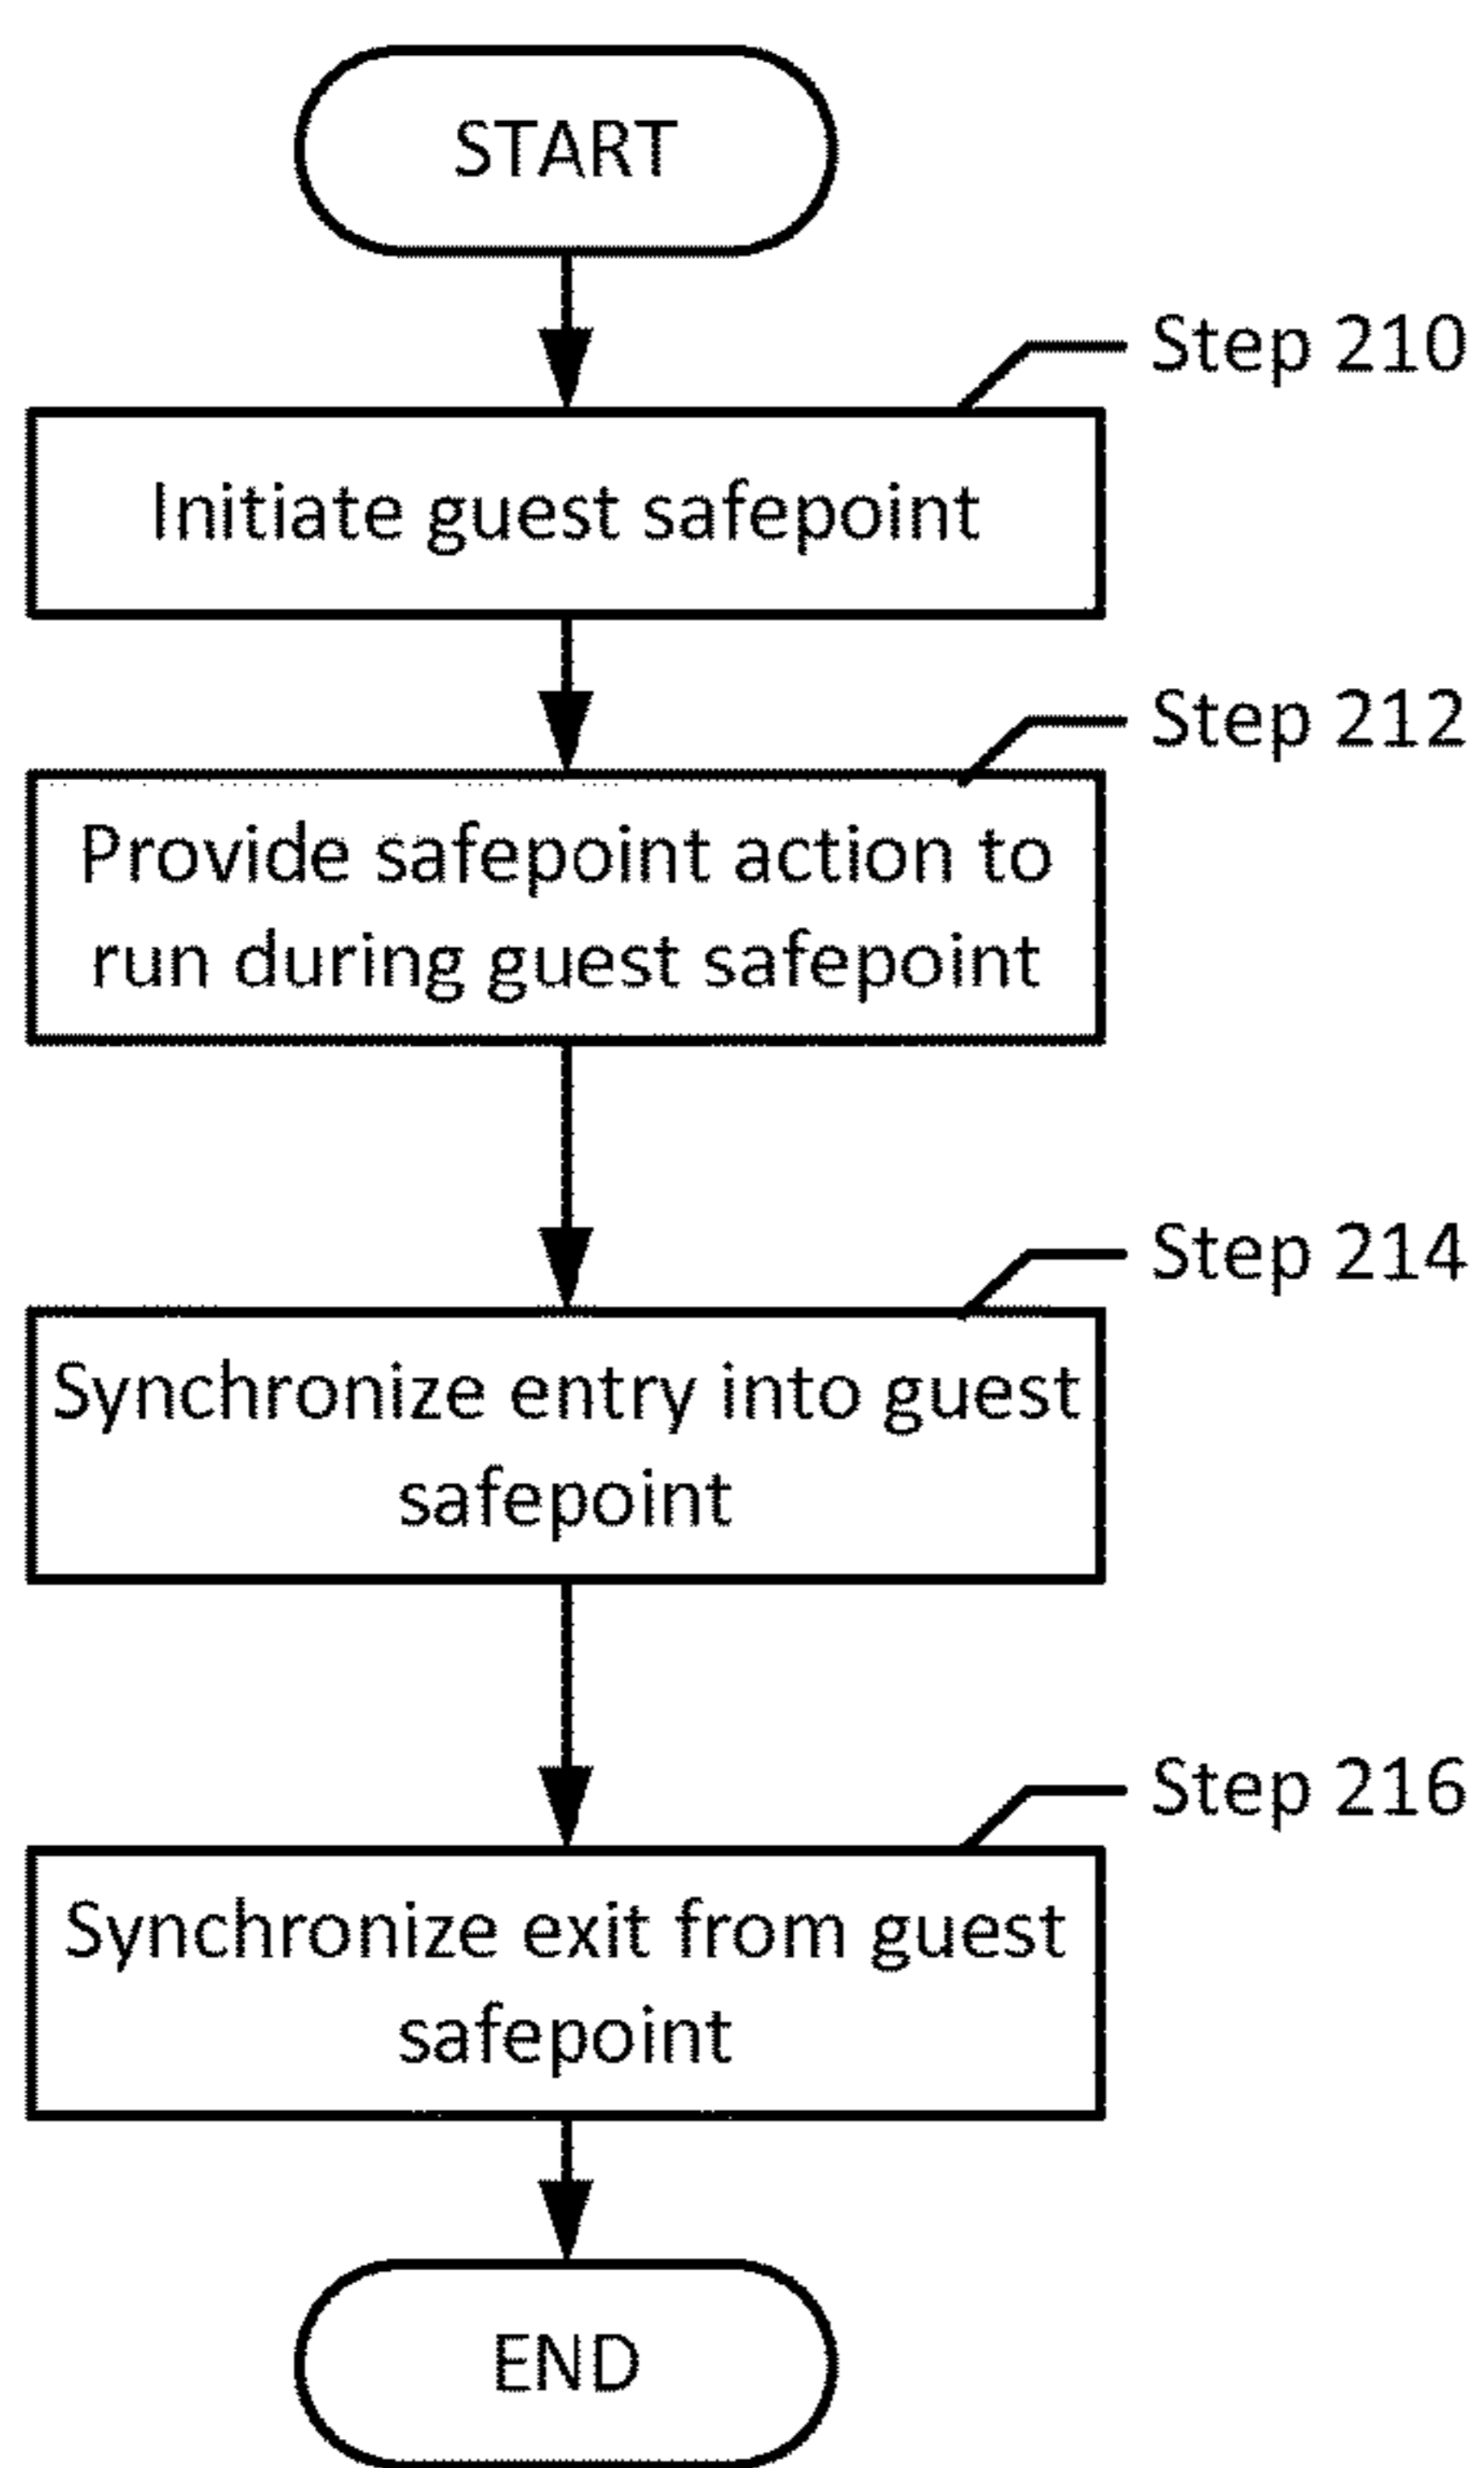 START
Step 210
Initiate guest safepoint
Step 212
Provide safepoint action to
run during guest safepoint
Step 214
Synchronize entry into guest
safepoint
Step 216
Synchronize exit from guest
safepoint
END